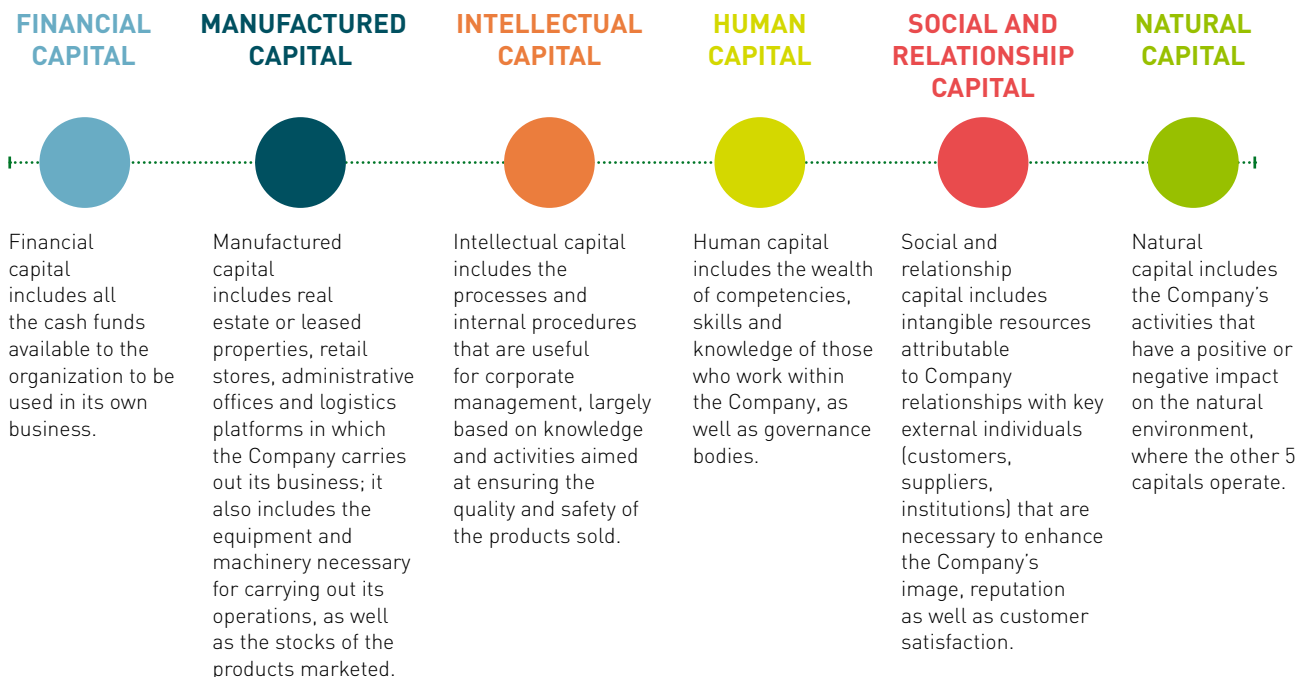 FINANCIAL
CAPITAL
MANUFACTURED
CAPITAL
INTELLECTUAL
CAPITAL
HUMAN
CAPITAL
SOCIAL AND
RELATIONSHIP
CAPITAL
NATURAL
CAPITAL
Financial
capital
includes all
the cash funds
available to the
organization to be
used in its own
business.
Manufactured
capital
includes real
estate or leased
properties, retail
stores, administrative
offices and logistics
platforms in which
the Company carries
out its business; it
also includes the
equipment and
machinery necessary
for carrying out its
operations, as well
as the stocks of the
products marketed.
Intellectual capital
includes the
processes and
internal procedures
that are useful
for corporate
management, largely
based on knowledge
and activities aimed
at ensuring the
quality and safety of
the products sold.
Human capital
includes the wealth
of competencies,
skills and
knowledge of those
who work within
the Company, as
well as governance
bodies.
Social and
relationship
capital includes
intangible resources
attributable
to Company
relationships with key
external individuals
(customers,
suppliers,
institutions) that are
necessary to enhance
the Company's
image, reputation
as well as customer
satisfaction.
Natural
capital includes
the Company's
activities that
have a positive or
negative impact
on the natural
environment,
where the other 5
capitals operate.